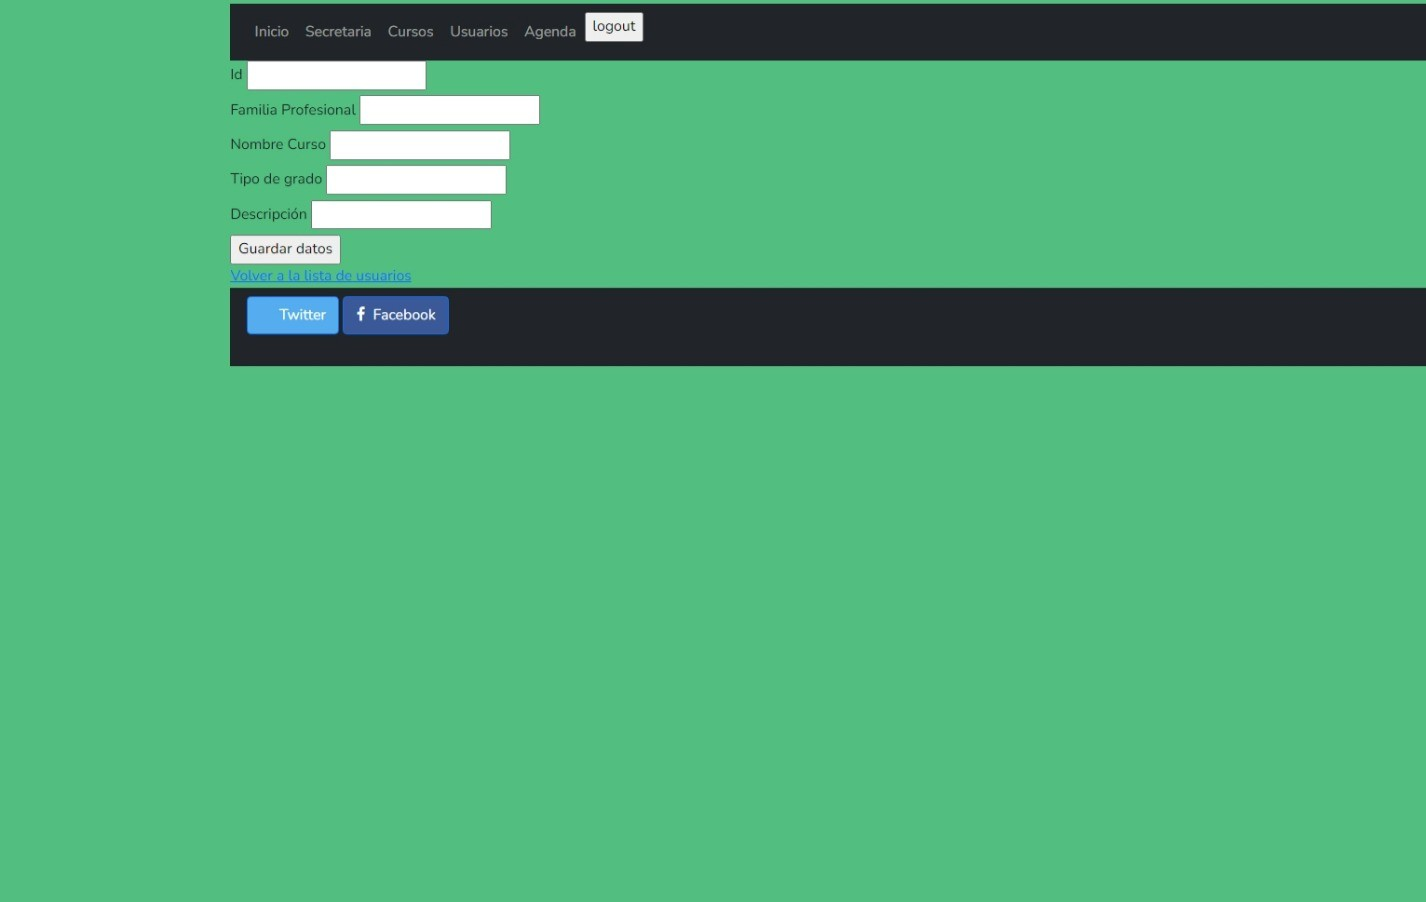 Inicio Secretaria Cursos Usuarios Agenda logout
Id
Familia Profesional
Nombre Curso
Tipo de grado
Descripción
Guardar datos
Volver a la lista de usuarios
Twitter Facebook